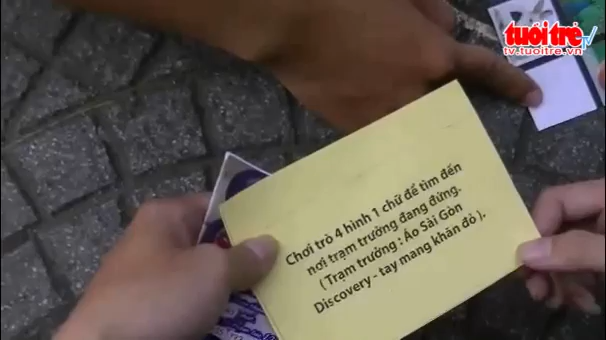 tuổi trẻ TV
tv.tuoitre.vn
Chơi trò 4 hình 1 chữ để tìm đến
nơi trạm trưởng đang đứng.
( Trạm trưởng : Áo Sài Gòn
Discovery - tay mang khăn đỏ ).